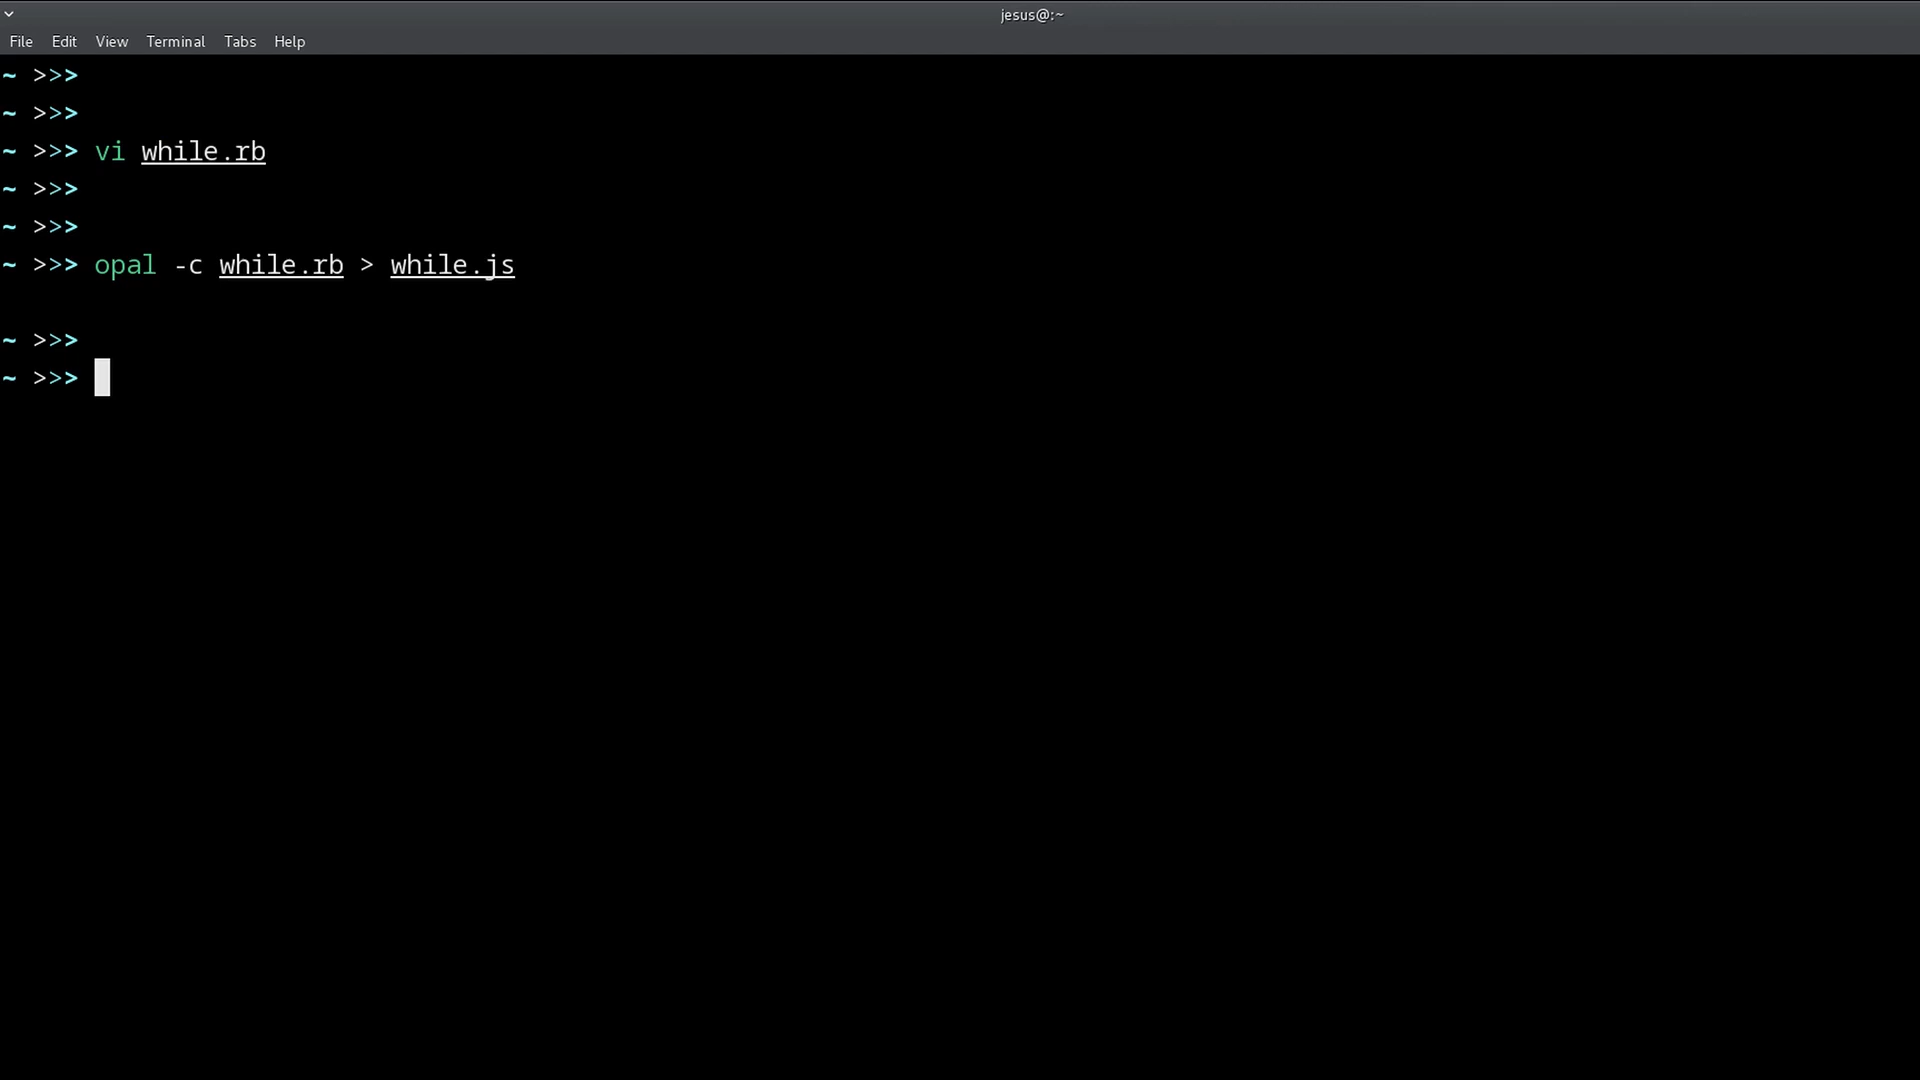 jesus@:~
File Edit View Terminal Tabs Help
~ >>>
~ >>>
~ >>> vi while.rb
~ >>>
~ >>>
~ >>> opal -c while.rb > while.js
~ >>>
~ >>>